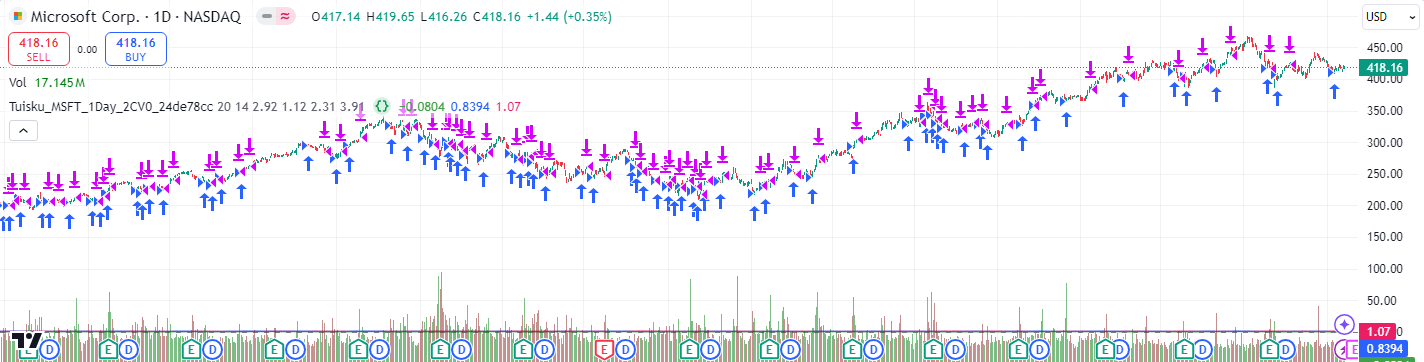 Microsoft Corp. · 1D · NASDAQ O417.14 H419.65 L416.26 C418.16 +1.44 (+0.35%)
USD
418.16 SELL 0.00 418.16 BUY
Vol 17.145M
Tuisku_MSFT_1Day_2CV0_24de78cc 20 14 2.92 1.12 2.31 3.91 {} −0.0804 0.8394 1.07
450.00
418.16
400.00
350.00
300.00
250.00
200.00
150.00
100.00
50.00
1.07
0.8394
E D E D E D E D E D E D E D E D E D E D E D E D E D E D E D E D E